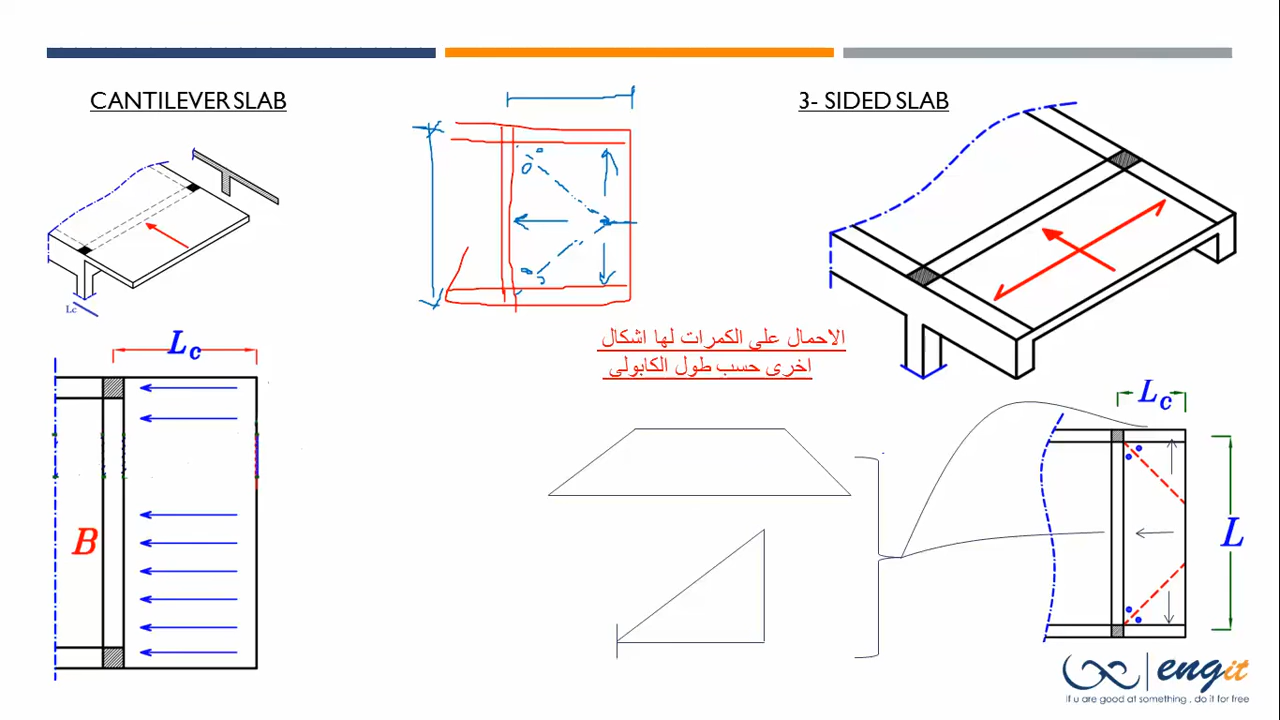 CANTILEVER SLAB
3- SIDED SLAB
Lc
الاحمال على الكمرات لها اشكال
اخرى حسب طول الكابولى
Lc
Lc
B
L
engit
if u are good at something , do it for free